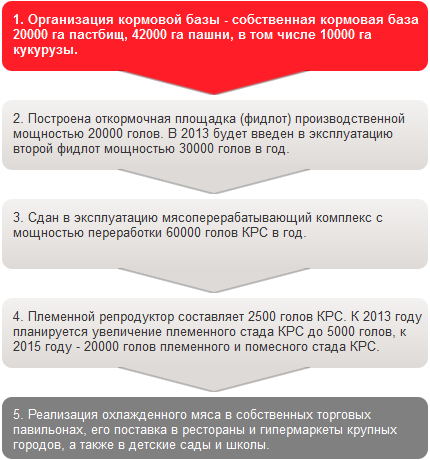 1. Организация кормовой базы - собственная кормовая база
20000 га пастбищ, 42000 га пашни, в том числе 10000 га
кукурузы.
2. Построена откормочная площадка (фидлот) производственной
мощностью 20000 голов. В 2013 будет введен в эксплуатацию
второй фидлот мощностью 30000 голов в год.
3. Сдан в эксплуатацию мясоперерабатывающий комплекс с
мощностью переработки 60000 голов КРС в год.
4. Племенной репродуктор составляет 2500 голов КРС. К 2013 году
планируется увеличение племенного стада КРС до 5000 голов, к
2015 году - 20000 голов племенного и помесного стада КРС.
5. Реализация охлажденного мяса в собственных торговых
павильонах, его поставка в рестораны и гипермаркеты крупных
городов, а также в детские сады и школы.